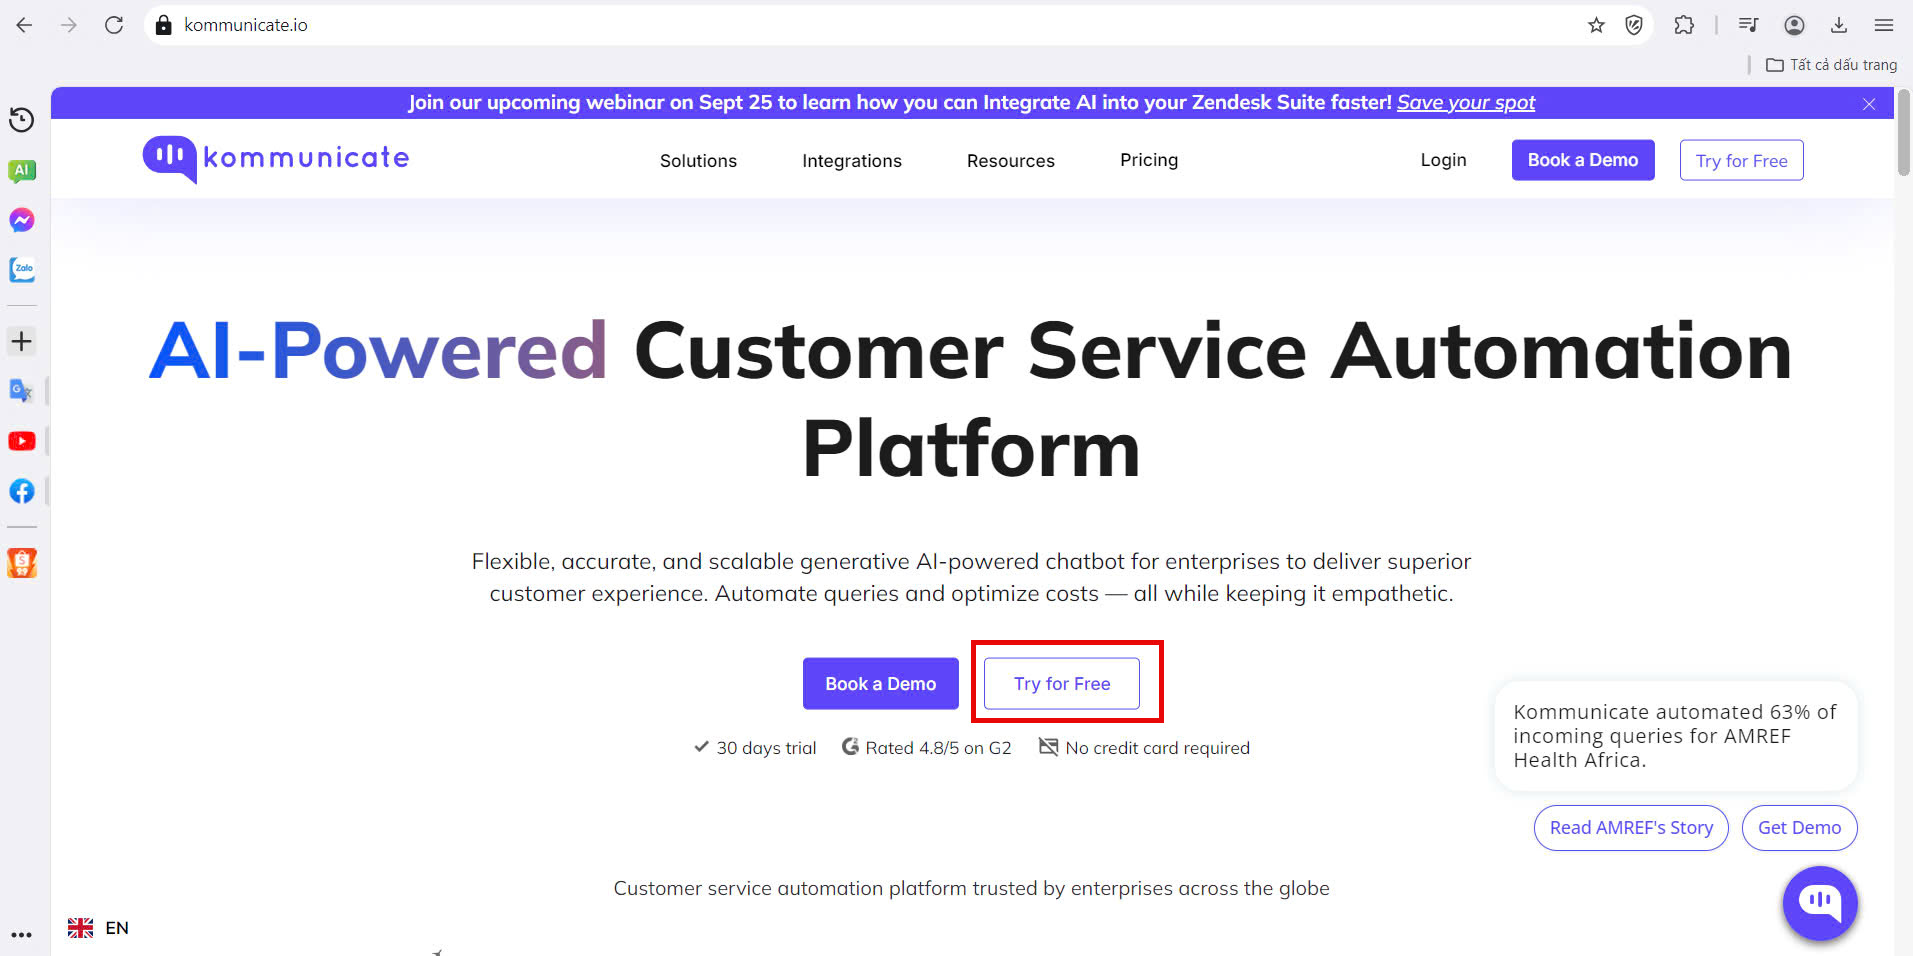 kommunicate.io
Tất cả dấu trang
Join our upcoming webinar on Sept 25 to learn how you can Integrate AI into your Zendesk Suite faster! Save your spot
kommunicate
Solutions
Integrations
Resources
Pricing
Login
Book a Demo
Try for Free
AI
Zalo
AI-Powered Customer Service Automation
Platform
Flexible, accurate, and scalable generative AI-powered chatbot for enterprises to deliver superior
customer experience. Automate queries and optimize costs — all while keeping it empathetic.
Book a Demo
Try for Free
30 days trial
Rated 4.8/5 on G2
No credit card required
Kommunicate automated 63% of
incoming queries for AMREF
Health Africa.
Read AMREF's Story
Get Demo
Customer service automation platform trusted by enterprises across the globe
EN